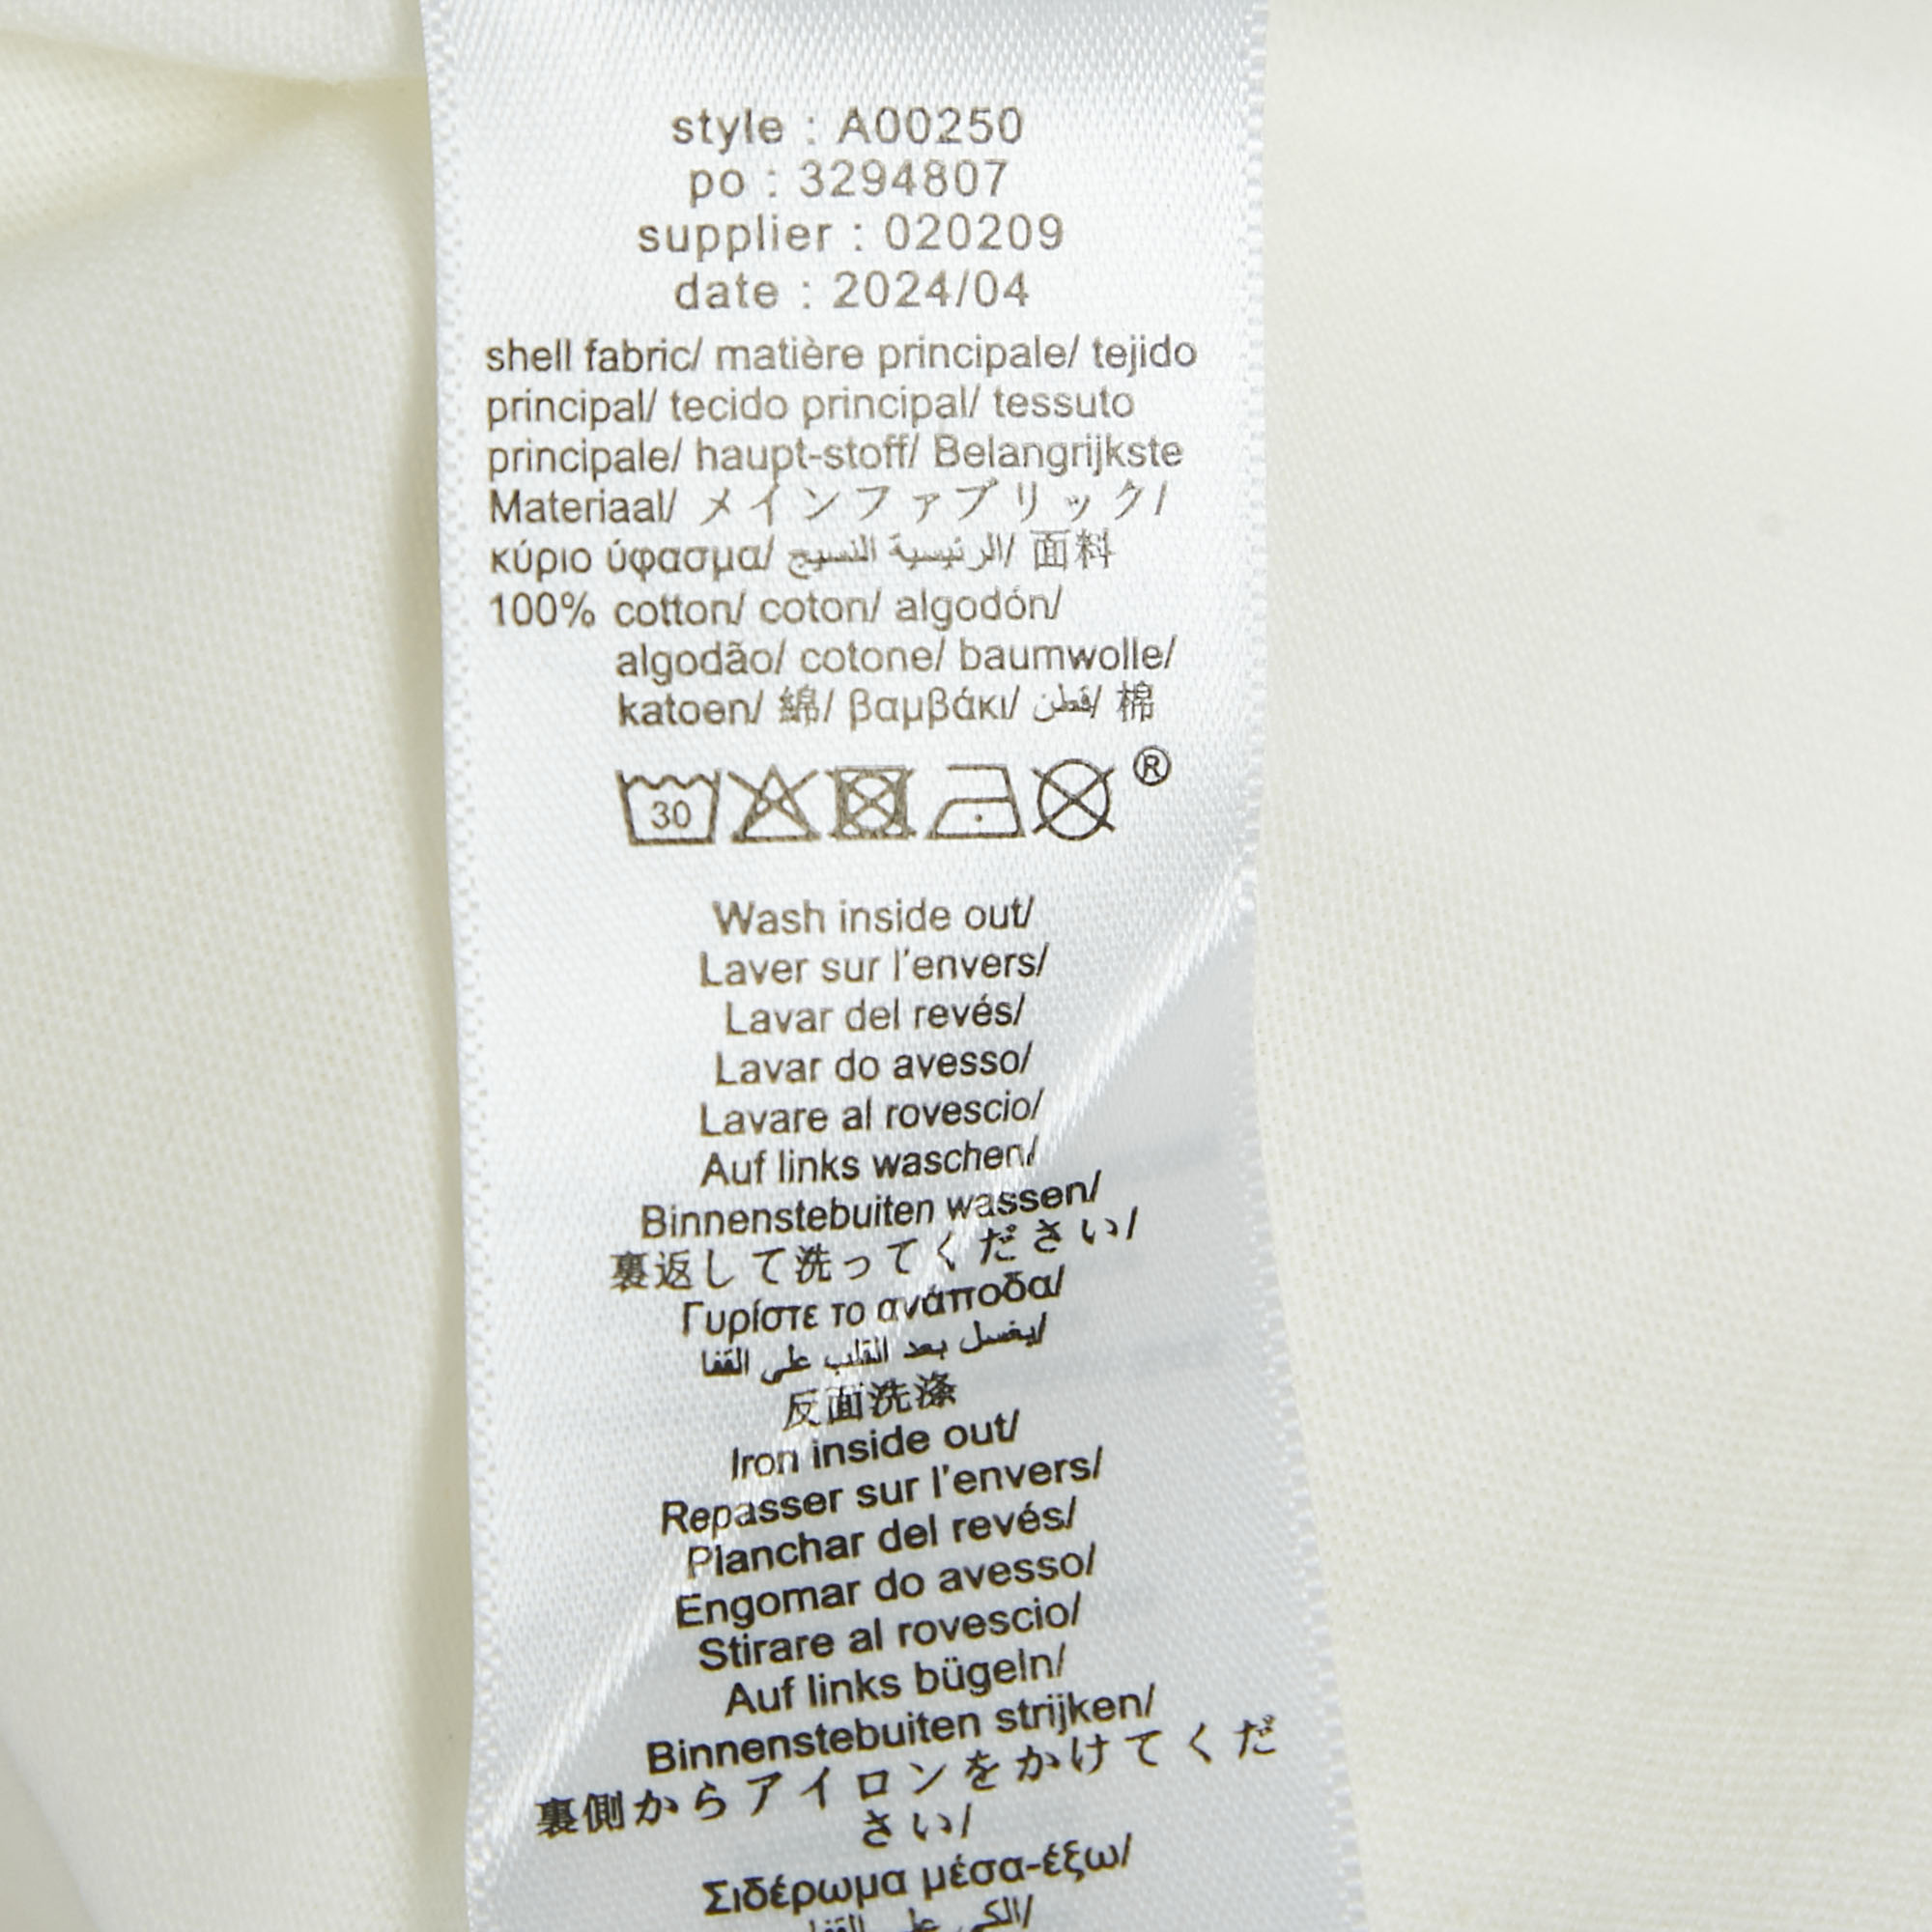 style : A00250
po : 3294807
supplier : 020209
date : 2024/04
shell fabric/ matière principale/ tejido
principal/ tecido principal/ tessuto
principale/ haupt-stoff/ Belangrijkste
Materiaal/ メインファブリック/
κύριο ύφασμα/ الرئيسية النسيج/ 面料
100% cotton/ coton/ algodón/
algodão/ cotone/ baumwolle/
katoen/ 綿/ βαμβάκι/ قطن/ 棉
30
®
Wash inside out/
Laver sur l'envers/
Lavar del revés/
Lavar do avesso/
Lavare al rovescio/
Auf links waschen/
Binnenstebuiten wassen/
裏返して洗ってください/
Γυρίστε το ανάποδα/
يغسل بعد القلب على القفا/
反面洗涤
Iron inside out/
Repasser sur l'envers/
Planchar del revés/
Engomar do avesso/
Stirare al rovescio/
Auf links bügeln/
Binnenstebuiten strijken/
裏側からアイロンをかけてくだ
さい/
Σιδέρωμα μέσα-έξω/
الكي على القفا/